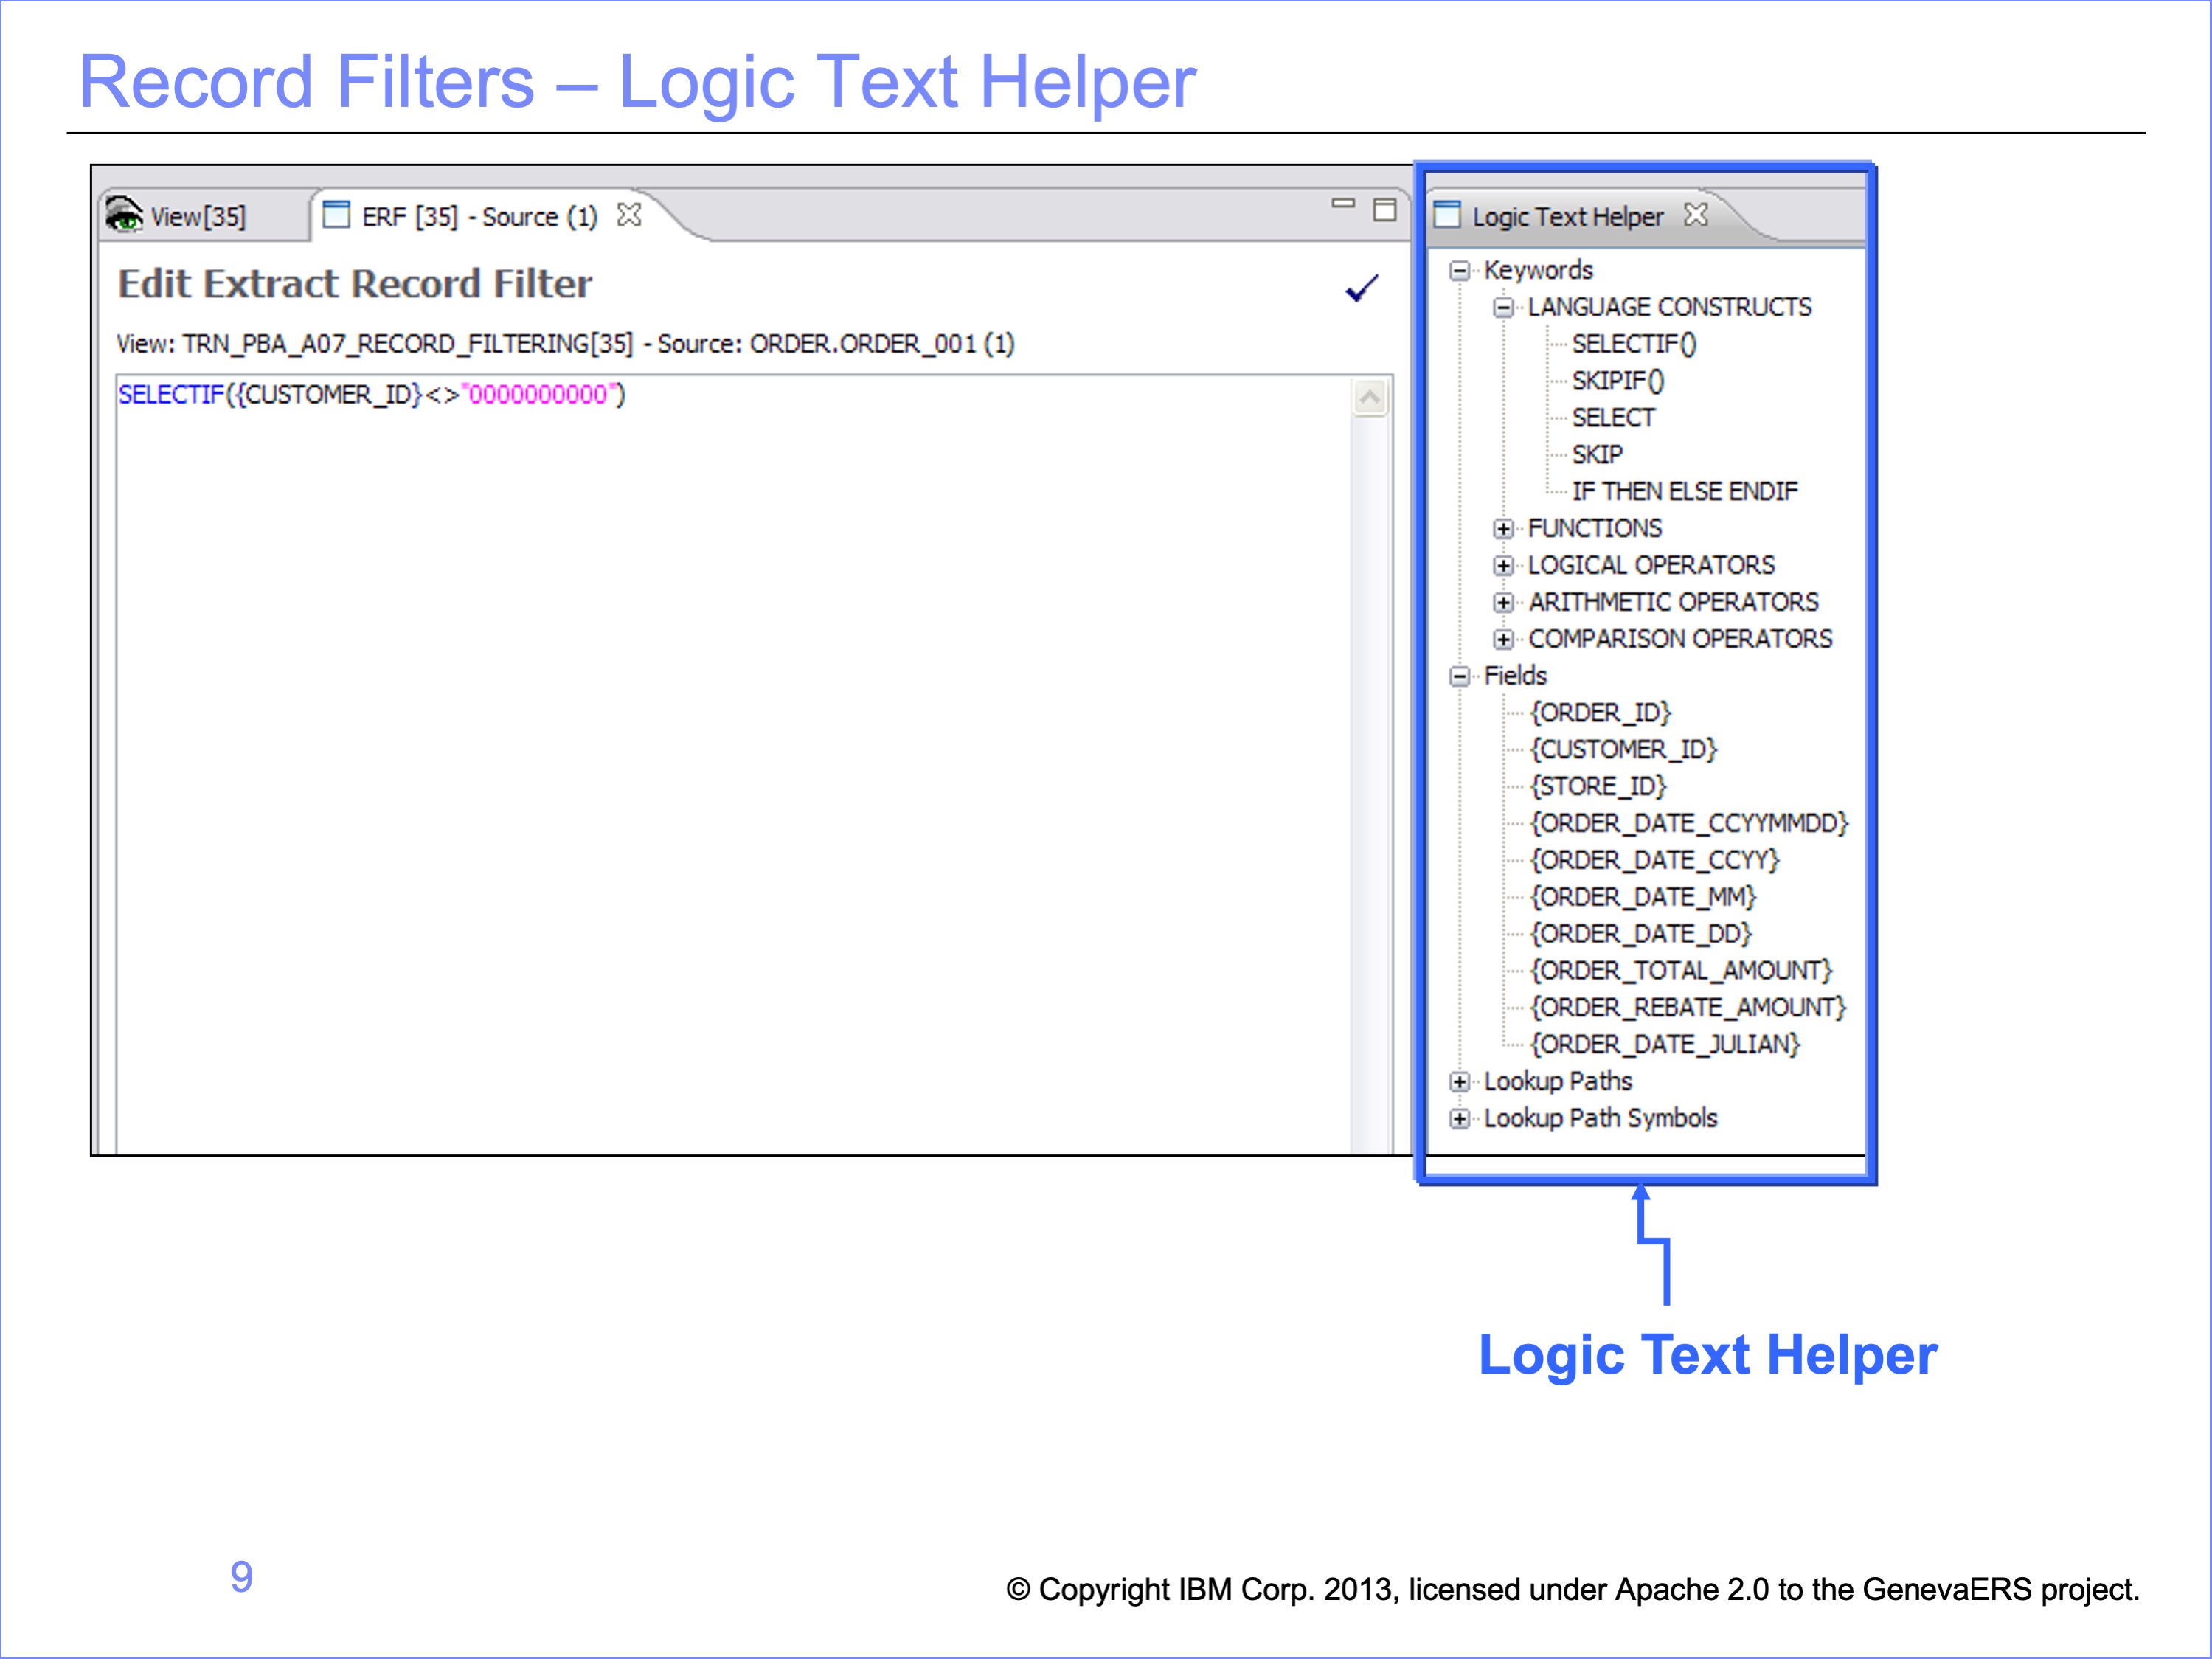 Record Filters – Logic Text Helper
View[35]
ERF [35] - Source (1)
Edit Extract Record Filter
View: TRN_PBA_A07_RECORD_FILTERING[35] - Source: ORDER.ORDER_001 (1)
SELECTIF({CUSTOMER_ID}<>"0000000000")
Logic Text Helper
Keywords
LANGUAGE CONSTRUCTS
SELECTIF()
SKIPIF()
SELECT
SKIP
IF THEN ELSE ENDIF
FUNCTIONS
LOGICAL OPERATORS
ARITHMETIC OPERATORS
COMPARISON OPERATORS
Fields
{ORDER_ID}
{CUSTOMER_ID}
{STORE_ID}
{ORDER_DATE_CCYYMMDD}
{ORDER_DATE_CCYY}
{ORDER_DATE_MM}
{ORDER_DATE_DD}
{ORDER_TOTAL_AMOUNT}
{ORDER_REBATE_AMOUNT}
{ORDER_DATE_JULIAN}
Lookup Paths
Lookup Path Symbols
Logic Text Helper
9
© Copyright IBM Corp. 2013, licensed under Apache 2.0 to the GenevaERS project.